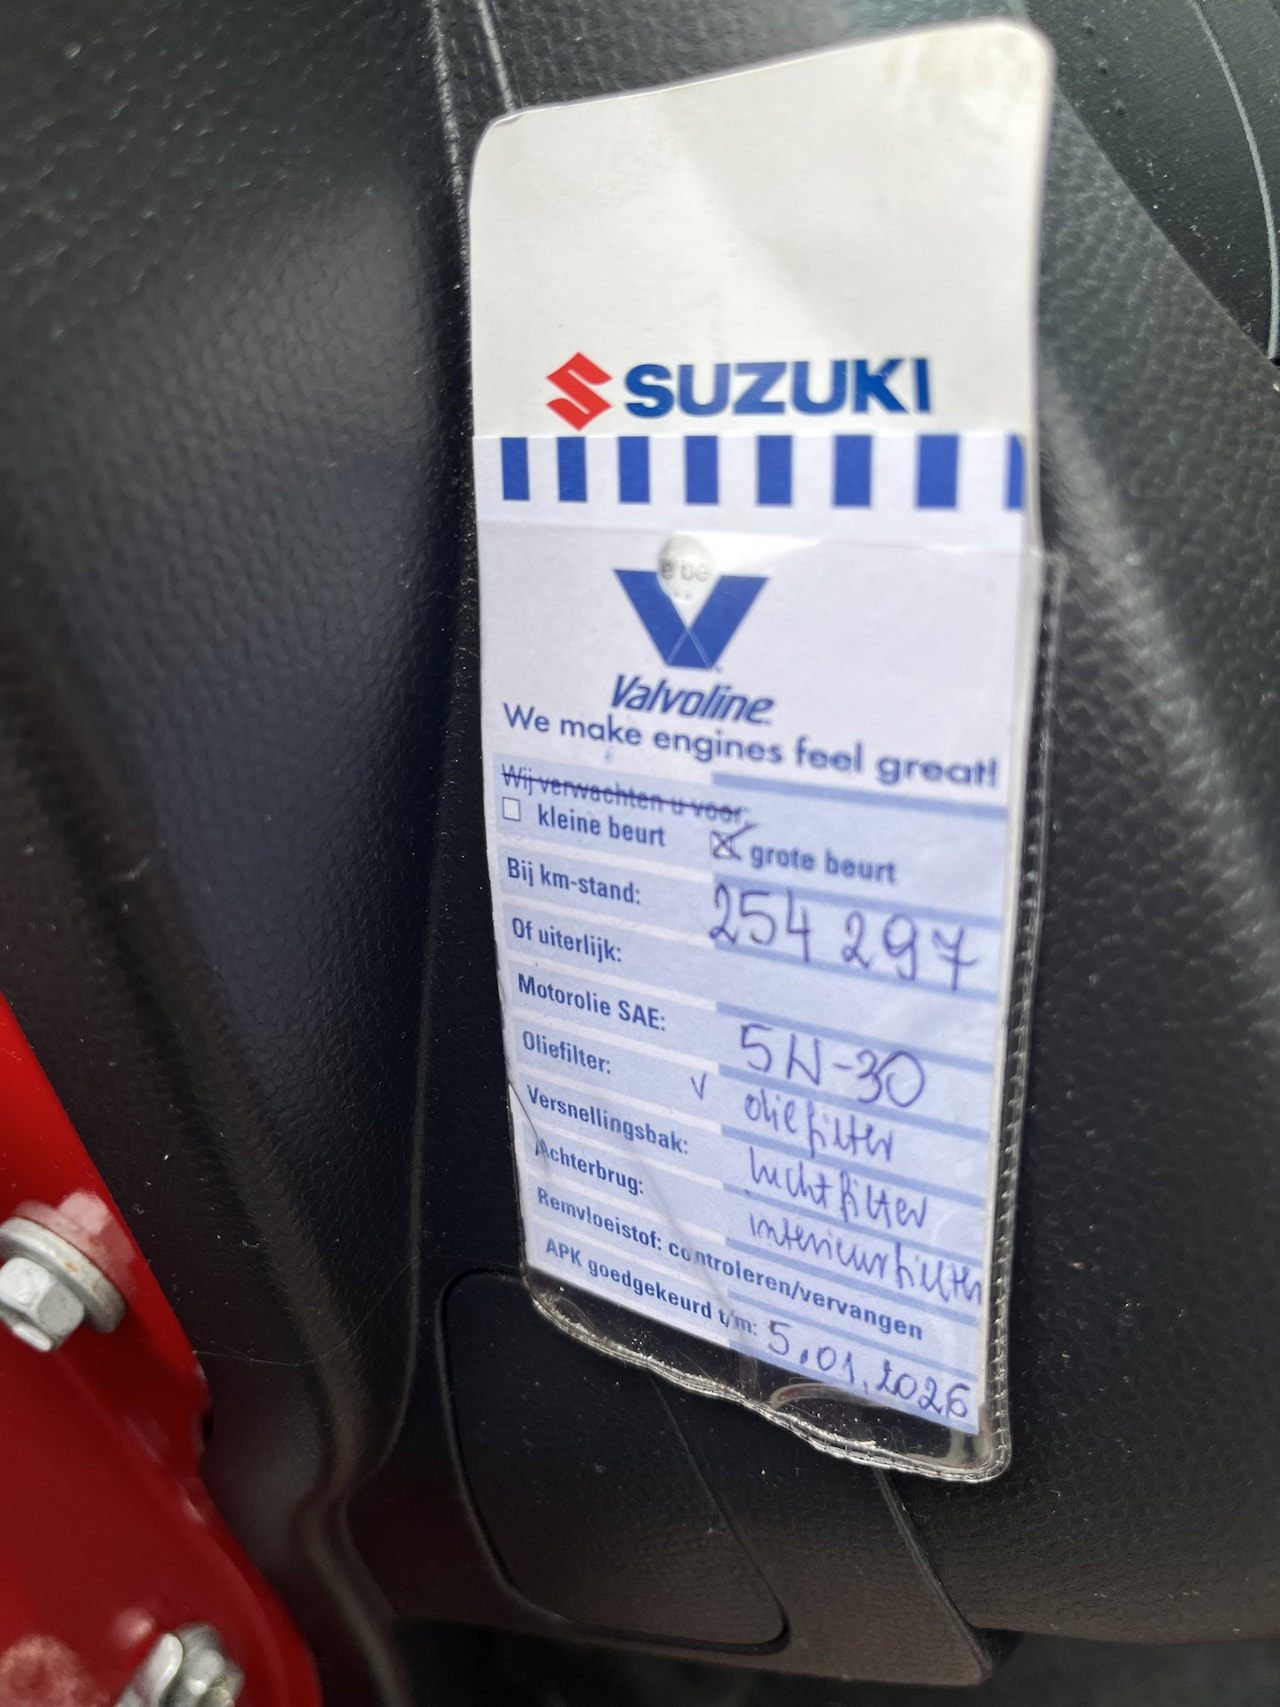 SUZUKI
Valvoline
We make engines feel great!
Wij verwachten u voor:
kleine beurt grote beurt
Bij km-stand: 254 297
Of uiterlijk:
Motorolie SAE: 5W-30
Oliefilter: V oliefilter
Versnellingsbak: luchtfilter
Achterbrug: interieurfilter
Remvloeistof: controleren/vervangen
APK goedgekeurd t/m: 5.01.2026